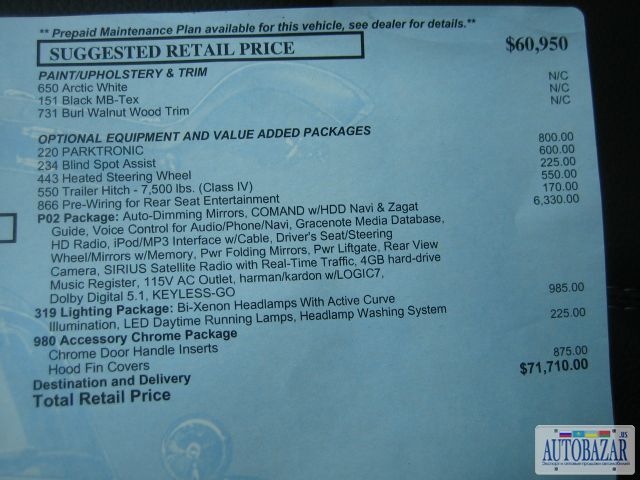 ** Prepaid Maintenance Plan available for this vehicle, see dealer for details.**
SUGGESTED RETAIL PRICE $60,950
PAINT/UPHOLSTERY & TRIM
650 Arctic White N/C
151 Black MB-Tex N/C
731 Burl Walnut Wood Trim N/C
OPTIONAL EQUIPMENT AND VALUE ADDED PACKAGES
220 PARKTRONIC 800.00
234 Blind Spot Assist 600.00
443 Heated Steering Wheel 225.00
550 Trailer Hitch - 7,500 lbs. (Class IV) 550.00
866 Pre-Wiring for Rear Seat Entertainment 170.00
P02 Package: Auto-Dimming Mirrors, COMAND w/HDD Navi & Zagat 6,330.00
Guide, Voice Control for Audio/Phone/Navi, Gracenote Media Database,
HD Radio, iPod/MP3 Interface w/Cable, Driver's Seat/Steering
Wheel/Mirrors w/Memory, Pwr Folding Mirrors, Pwr Liftgate, Rear View
Camera, SIRIUS Satellite Radio with Real-Time Traffic, 4GB hard-drive
Music Register, 115V AC Outlet, harman/kardon w/LOGIC7,
Dolby Digital 5.1, KEYLESS-GO
319 Lighting Package: Bi-Xenon Headlamps With Active Curve 985.00
Illumination, LED Daytime Running Lamps, Headlamp Washing System
980 Accessory Chrome Package 225.00
Chrome Door Handle Inserts
Hood Fin Covers
Destination and Delivery 875.00
Total Retail Price $71,710.00
AUTOBAZAR.US